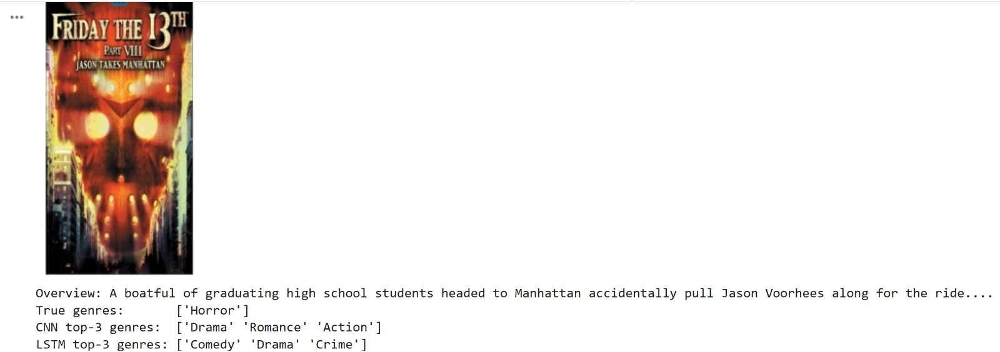 FRIDAY THE 13TH
PART VIII
JASON TAKES MANHATTAN
Overview: A boatful of graduating high school students headed to Manhattan accidentally pull Jason Voorhees along for the ride....
True genres: ['Horror']
CNN top-3 genres: ['Drama' 'Romance' 'Action']
LSTM top-3 genres: ['Comedy' 'Drama' 'Crime']